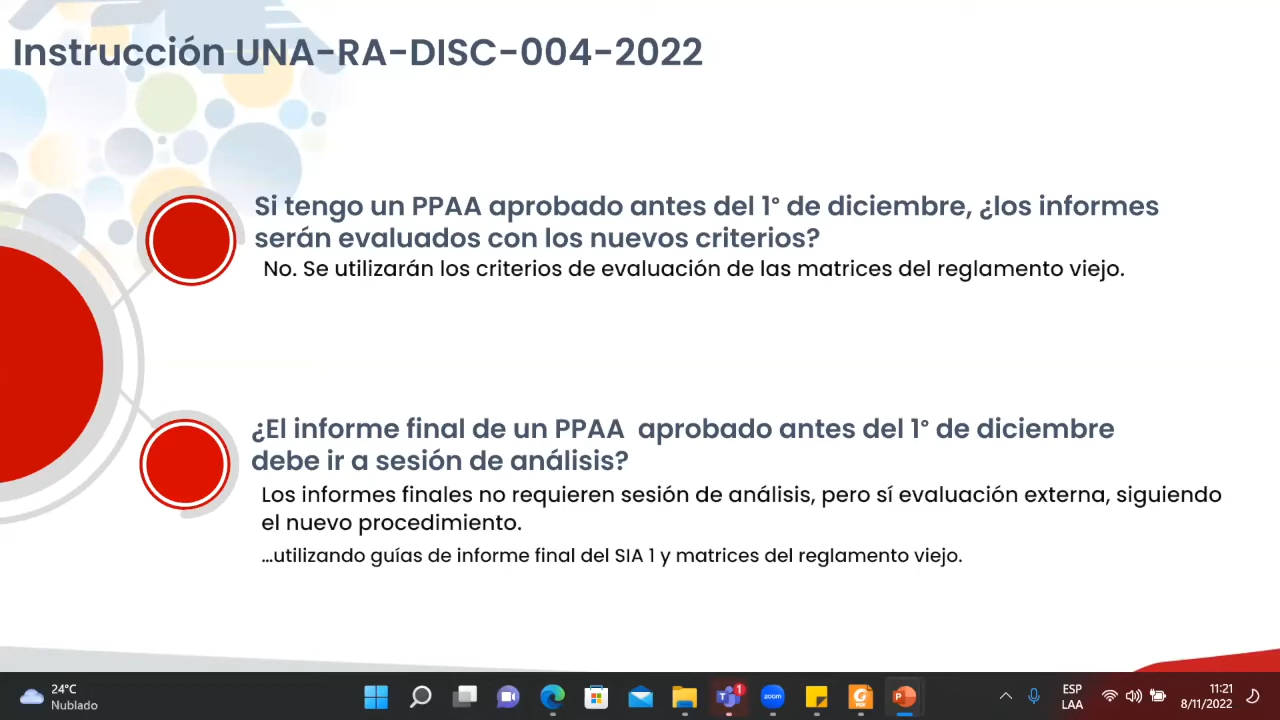 Instrucción UNA-RA-DISC-004-2022
Si tengo un PPAA aprobado antes del 1° de diciembre, ¿los informes
serán evaluados con los nuevos criterios?
No. Se utilizarán los criterios de evaluación de las matrices del reglamento viejo.
¿El informe final de un PPAA aprobado antes del 1° de diciembre
debe ir a sesión de análisis?
Los informes finales no requieren sesión de análisis, pero sí evaluación externa, siguiendo
el nuevo procedimiento.
...utilizando guías de informe final del SIA 1 y matrices del reglamento viejo.
24°C
Nublado
1
zoom
PDF
P
ESP
LAA
11:21
8/11/2022